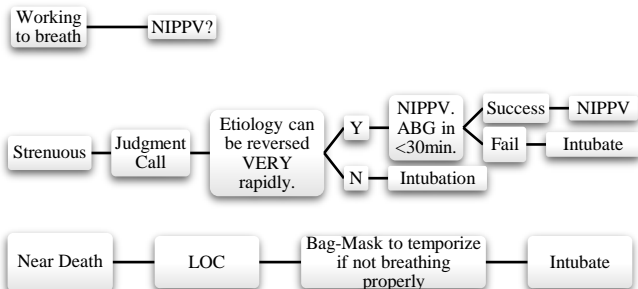 Working
to breath
NIPPV?
Strenuous
Judgment
Call
Etiology can
be reversed
VERY
rapidly.
Y
NIPPV.
ABG in
<30min.
Success
NIPPV
Fail
Intubate
N
Intubation
Near Death
LOC
Bag-Mask to temporize
if not breathing
properly
Intubate